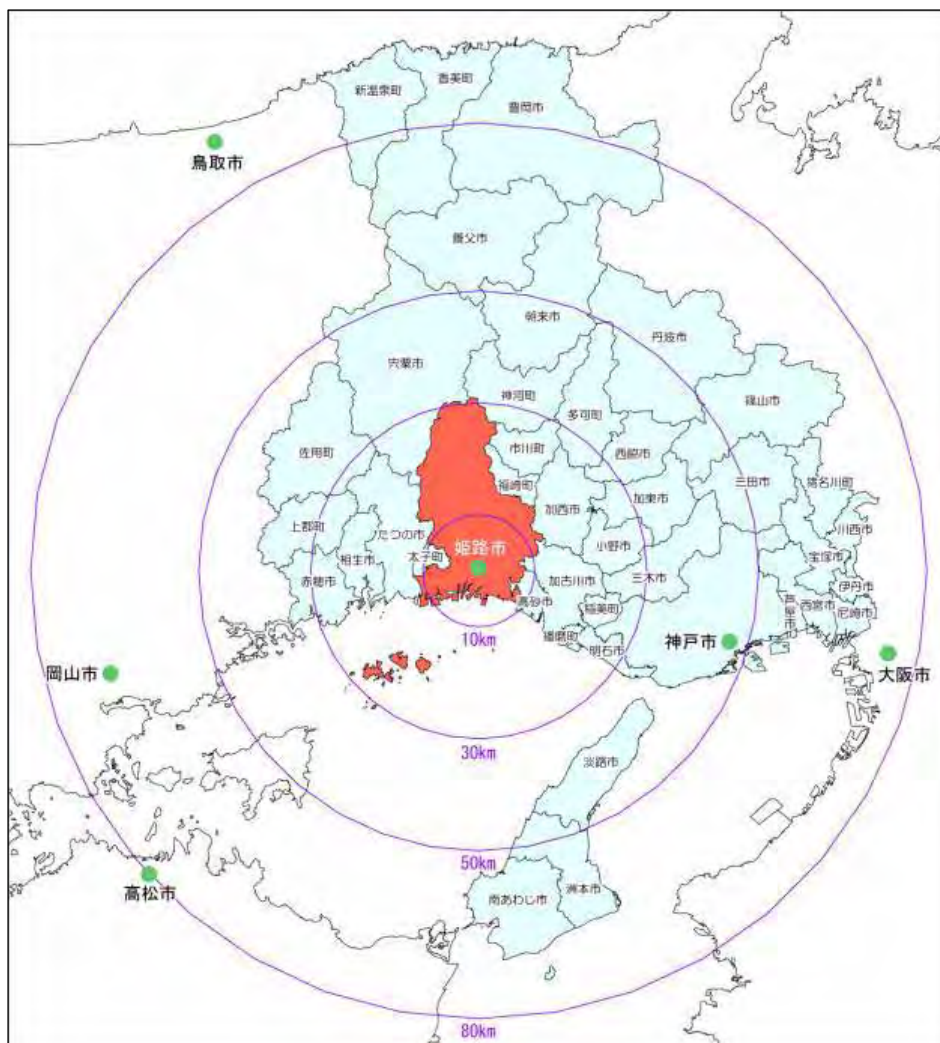 香美町
新温泉町
豊岡市
鳥取市
養父市
朝来市
丹波市
宍粟市
神河町
多可町
篠山市
市川町
西脇市
佐用町
三田市
猪名川町
福崎町
加西市
加東市
上郡町
たつの市
川西市
姫路市
小野市
太子町
相生市
宝塚市
赤穂市
加古川市
三木市
伊丹市
芦屋市
西宮市
尼崎市
高砂市
稲美町
播磨町
10km
神戸市
明石市
岡山市
大阪市
30km
淡路市
50km
高松市
洲本市
南あわじ市
80km